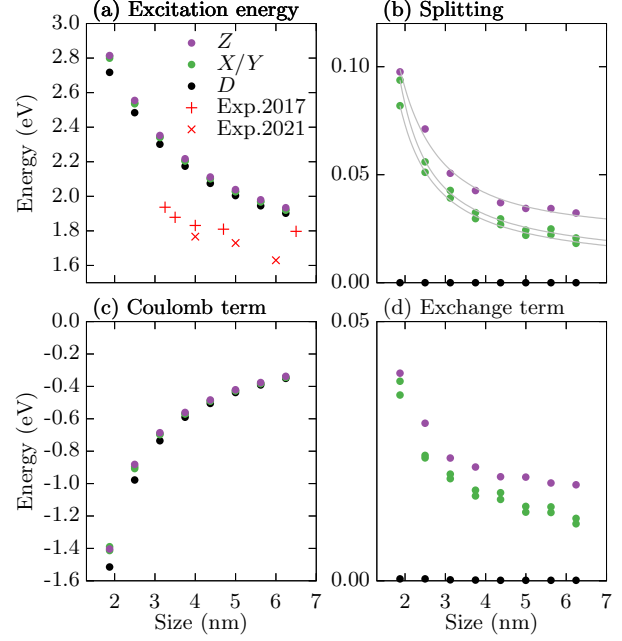 (a) Excitation energy
(b) Splitting
Energy (eV)
3.0
2.8
2.6
2.4
2.2
2.0
1.8
1.6
1.4
Z
X/Y
D
Exp.2017
Exp.2021
0.10
0.05
0.00
(c) Coulomb term
(d) Exchange term
Energy (eV)
0.0
-0.2
-0.4
-0.6
-0.8
-1.0
-1.2
-1.4
-1.6
0.05
0.00
2 3 4 5 6 7
2 3 4 5 6 7
Size (nm)
Size (nm)